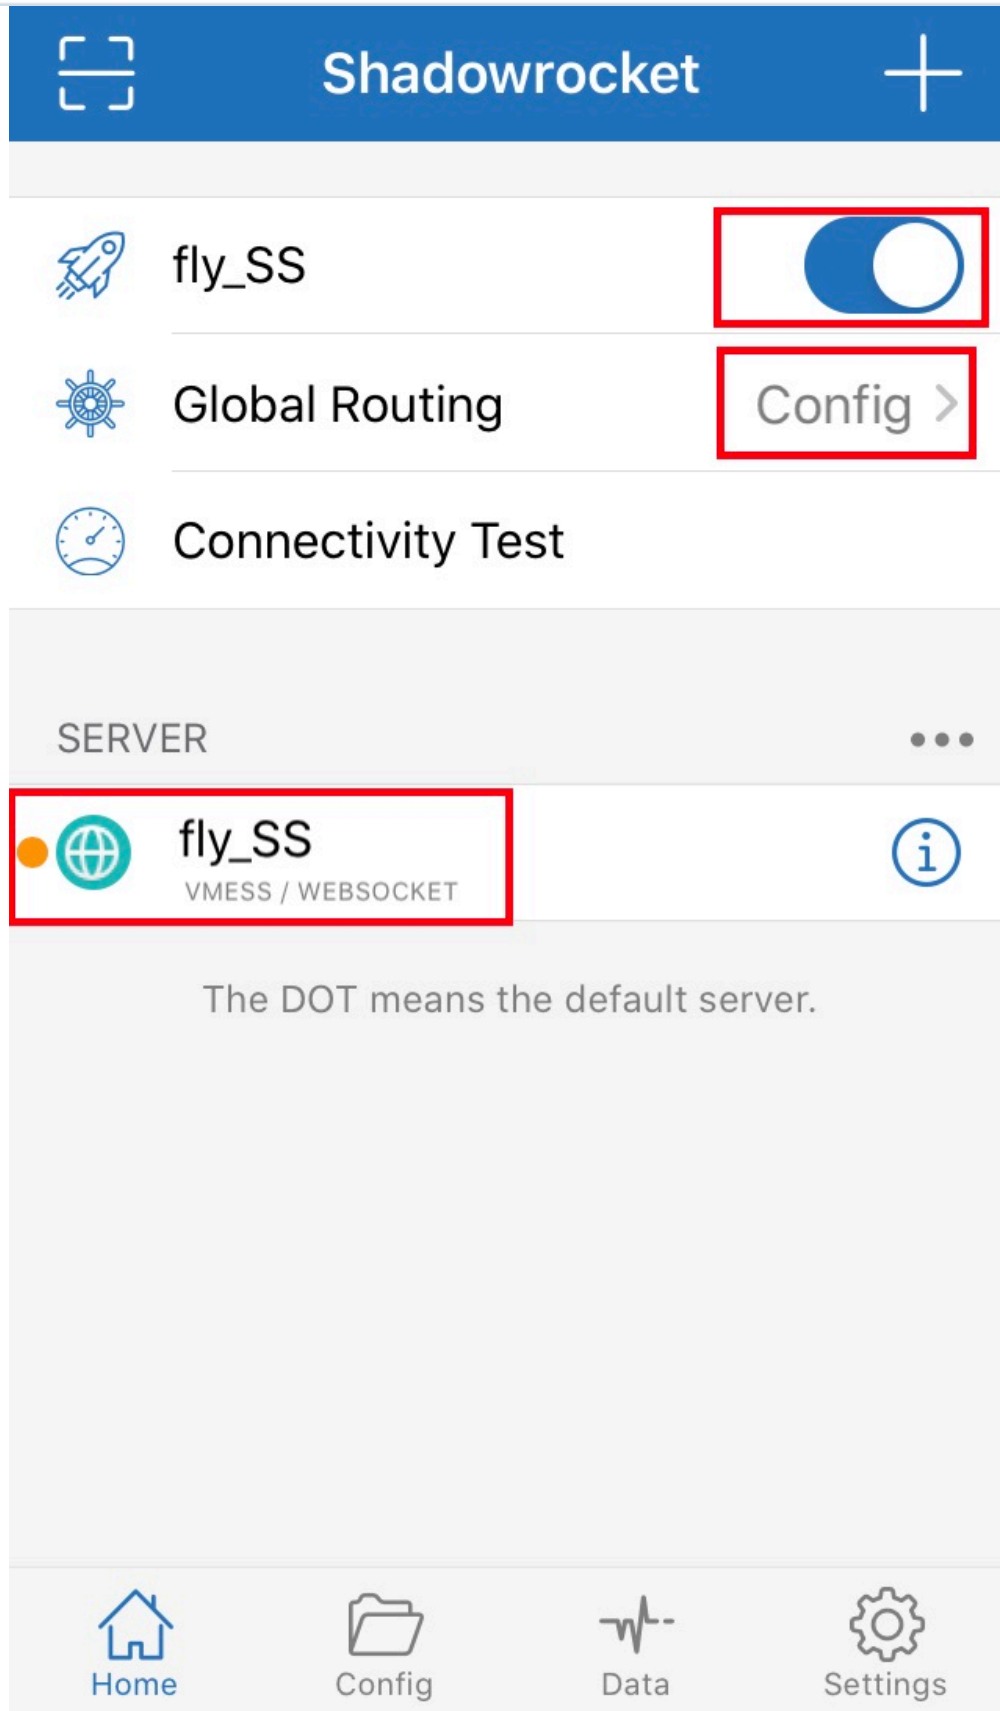 Shadowrocket
fly_SS
Global Routing Config
Connectivity Test
SERVER
fly_SS
VMESS / WEBSOCKET
The DOT means the default server.
Home Config Data Settings